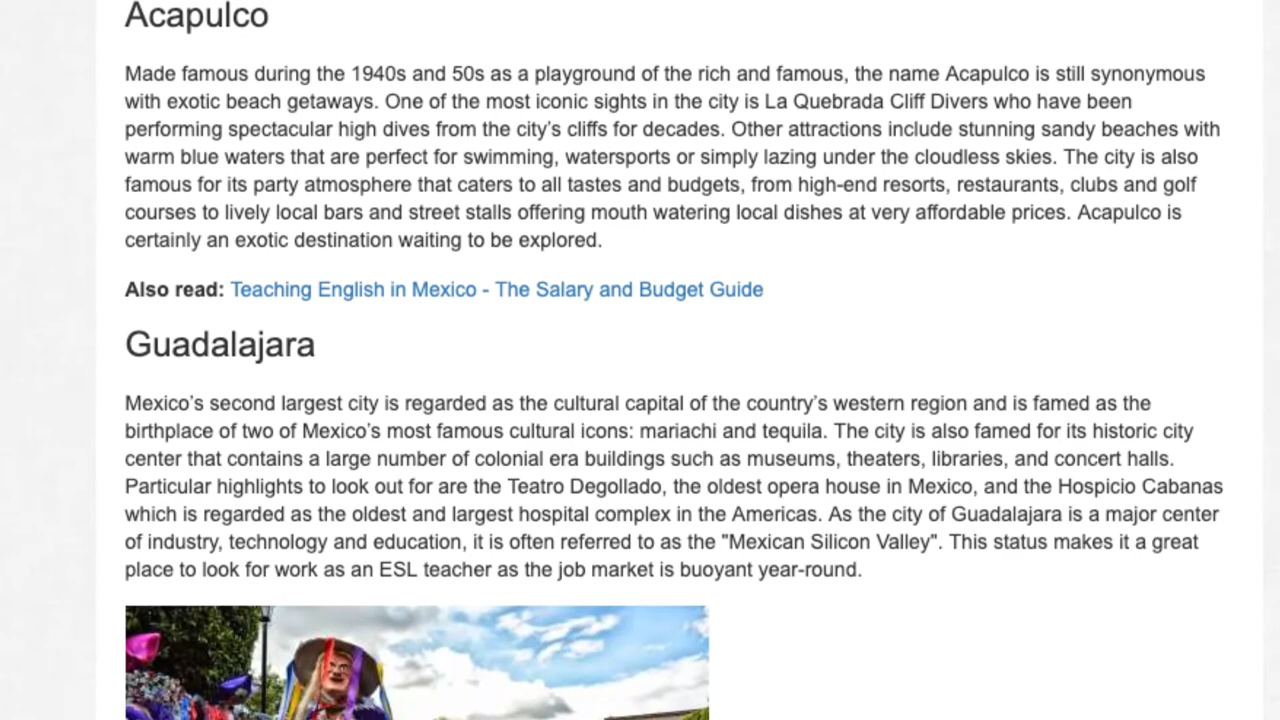 Acapulco
Made famous during the 1940s and 50s as a playground of the rich and famous, the name Acapulco is still synonymous
with exotic beach getaways. One of the most iconic sights in the city is La Quebrada Cliff Divers who have been
performing spectacular high dives from the city’s cliffs for decades. Other attractions include stunning sandy beaches with
warm blue waters that are perfect for swimming, watersports or simply lazing under the cloudless skies. The city is also
famous for its party atmosphere that caters to all tastes and budgets, from high-end resorts, restaurants, clubs and golf
courses to lively local bars and street stalls offering mouth watering local dishes at very affordable prices. Acapulco is
certainly an exotic destination waiting to be explored.
Also read: Teaching English in Mexico - The Salary and Budget Guide
Guadalajara
Mexico’s second largest city is regarded as the cultural capital of the country’s western region and is famed as the
birthplace of two of Mexico’s most famous cultural icons: mariachi and tequila. The city is also famed for its historic city
center that contains a large number of colonial era buildings such as museums, theaters, libraries, and concert halls.
Particular highlights to look out for are the Teatro Degollado, the oldest opera house in Mexico, and the Hospicio Cabanas
which is regarded as the oldest and largest hospital complex in the Americas. As the city of Guadalajara is a major center
of industry, technology and education, it is often referred to as the "Mexican Silicon Valley". This status makes it a great
place to look for work as an ESL teacher as the job market is buoyant year-round.